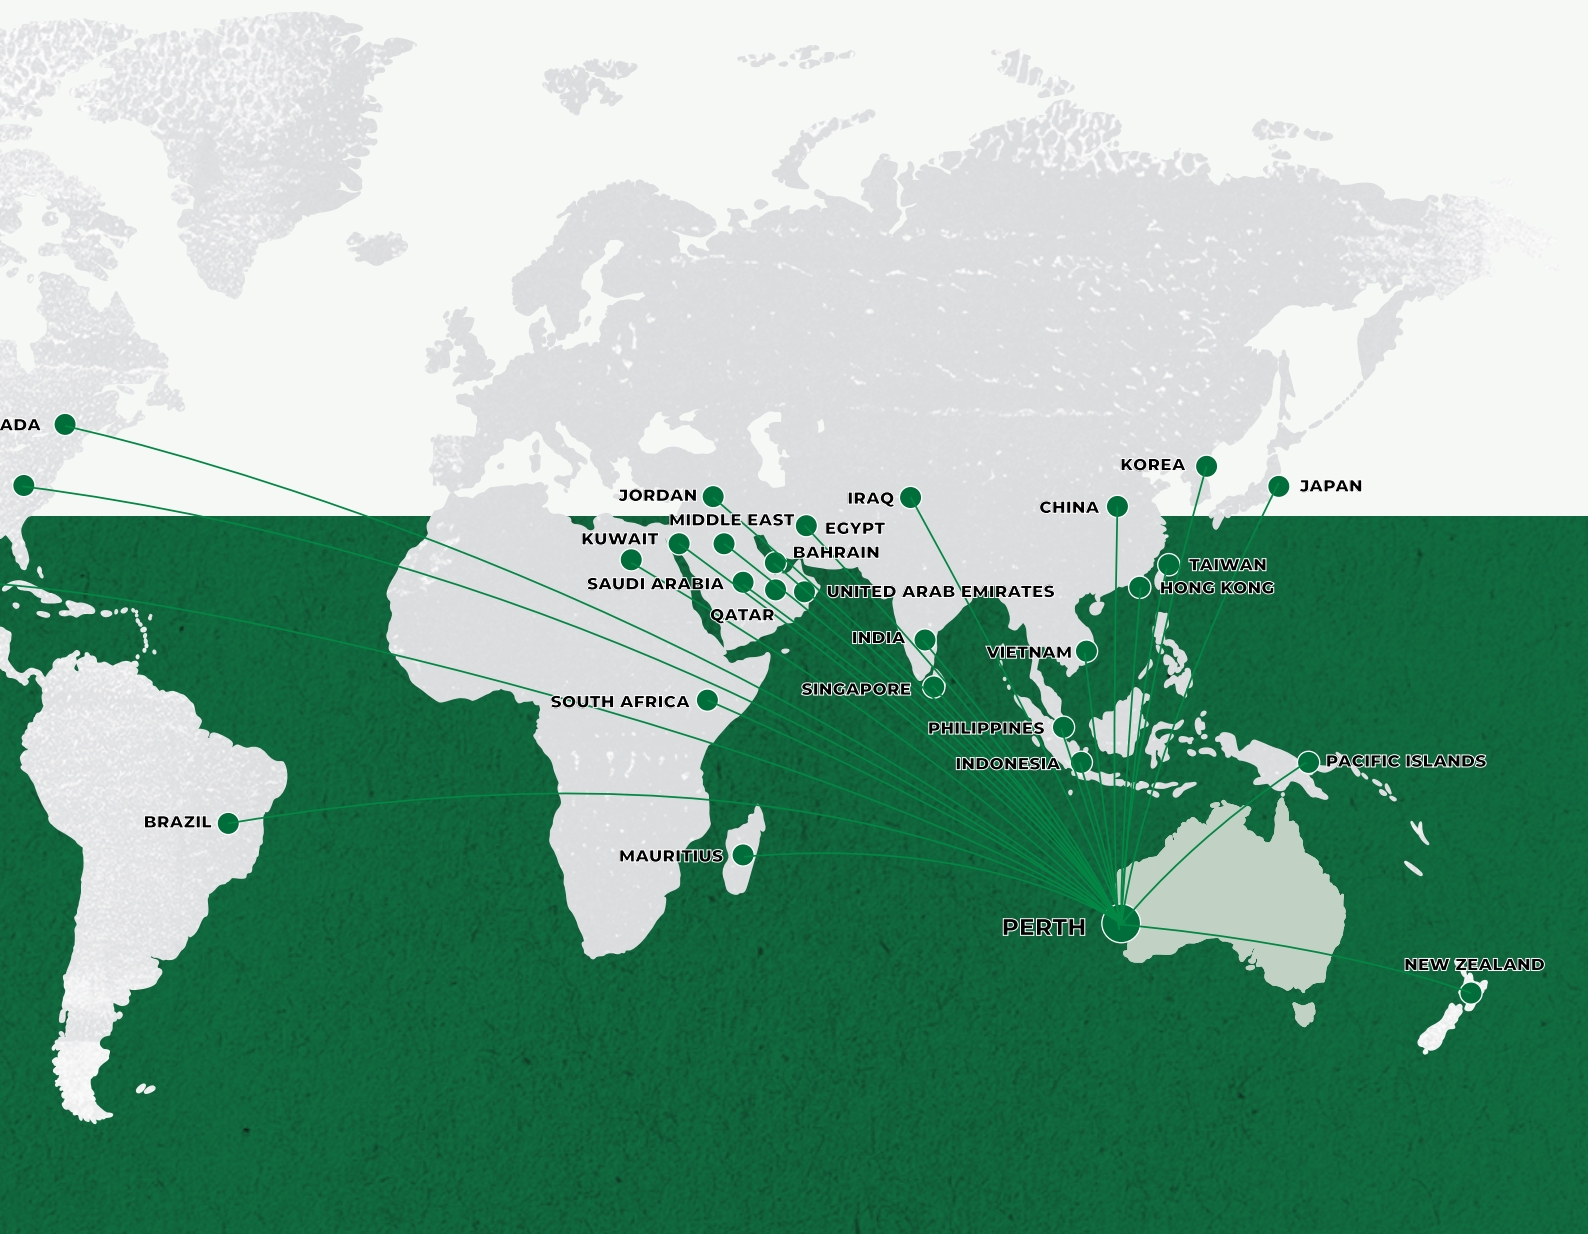 ADA
KOREA
JAPAN
JORDAN
IRAQ
CHINA
MIDDLE EAST
EGYPT
KUWAIT
BAHRAIN
TAIWAN
SAUDI ARABIA
UNITED ARAB EMIRATES
HONG KONG
QATAR
INDIA
VIETNAM
SINGAPORE
SOUTH AFRICA
PHILIPPINES
INDONESIA
PACIFIC ISLANDS
BRAZIL
MAURITIUS
PERTH
NEW ZEALAND